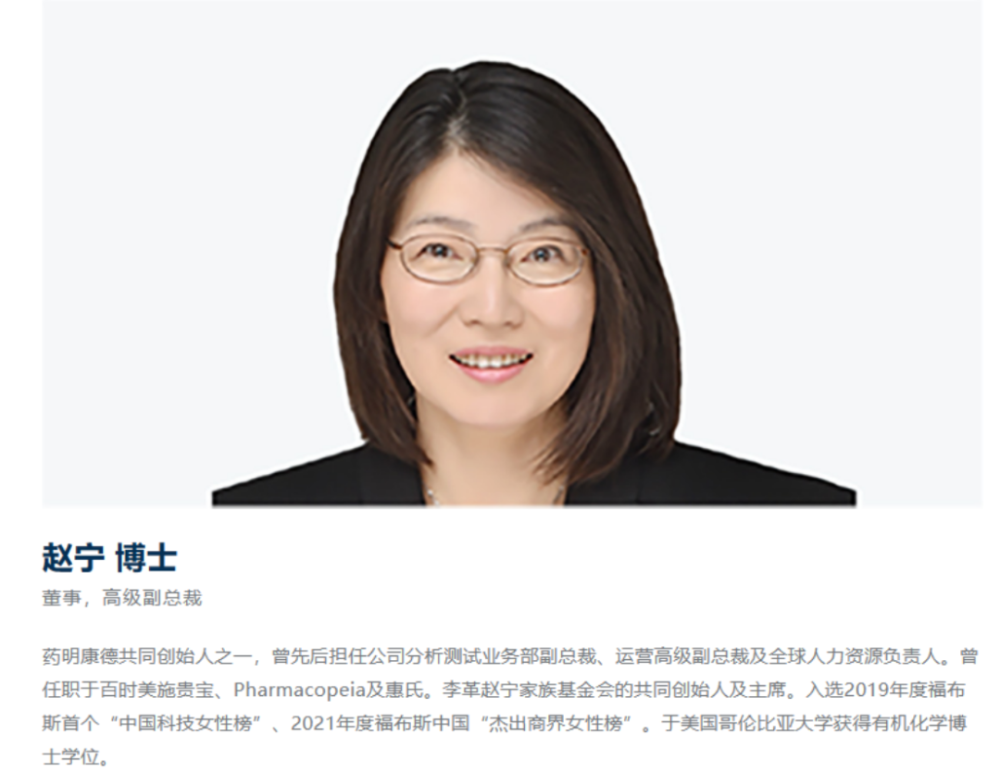 赵宁 博士
董事，高级副总裁
药明康德共同创始人之一，曾先后担任公司分析测试业务部副总裁、运营高级副总裁及全球人力资源负责人。曾
任职于百时美施贵宝、Pharmacopeia及惠氏。李革赵宁家族基金会的共同创始人及主席。入选2019年度福布
斯首个“中国科技女性榜”、2021年度福布斯中国“杰出商界女性榜”。于美国哥伦比亚大学获得有机化学博
士学位。